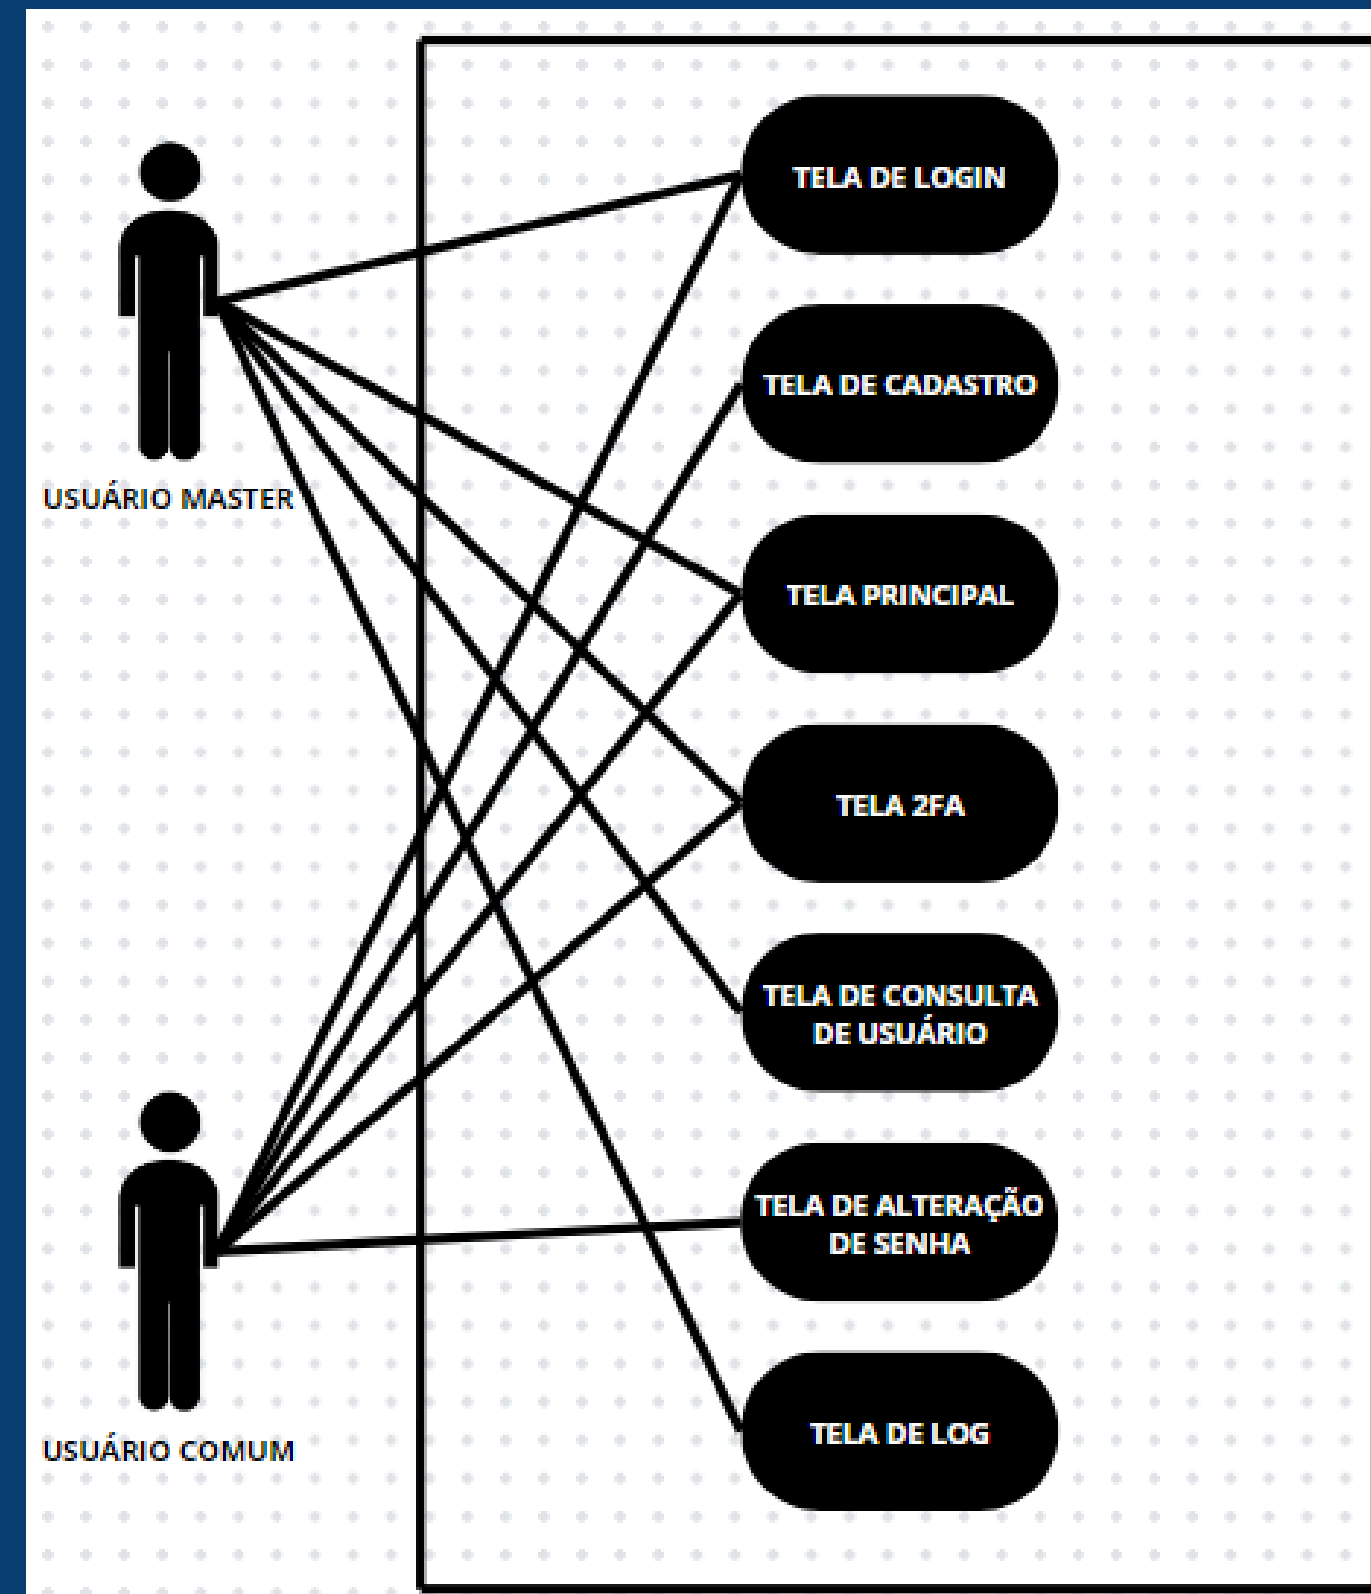 TELA DE LOGIN
TELA DE CADASTRO
USUÁRIO MASTER
TELA PRINCIPAL
TELA 2FA
TELA DE CONSULTA
DE USUÁRIO
TELA DE ALTERAÇÃO
DE SENHA
TELA DE LOG
USUÁRIO COMUM